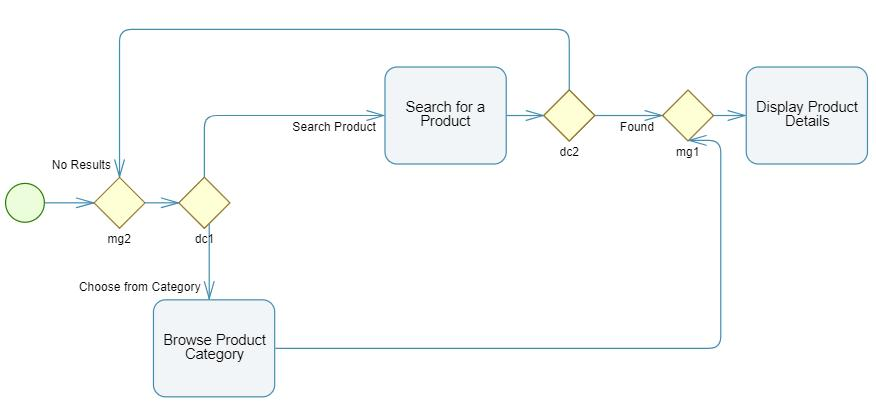 Search for a
Product
Display Product
Details
Search Product
Found
dc2
mg1
No Results
mg2
dc1
Choose from Category
Browse Product
Category